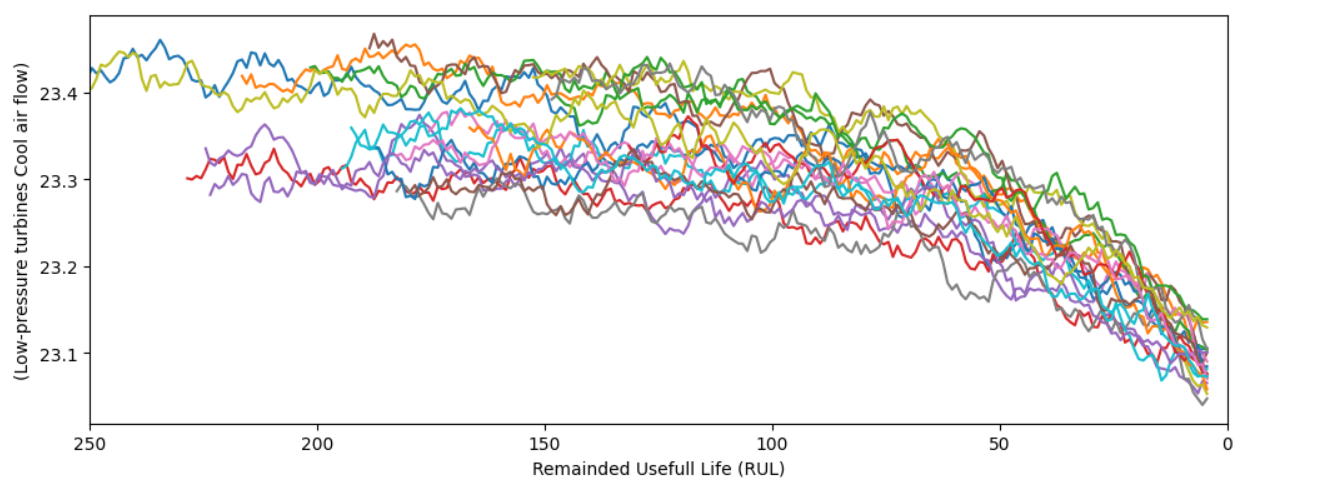 (Low-pressure turbines Cool air flow)
23.4
23.3
23.2
23.1
250 200 150 100 50 0
Remainded Usefull Life (RUL)